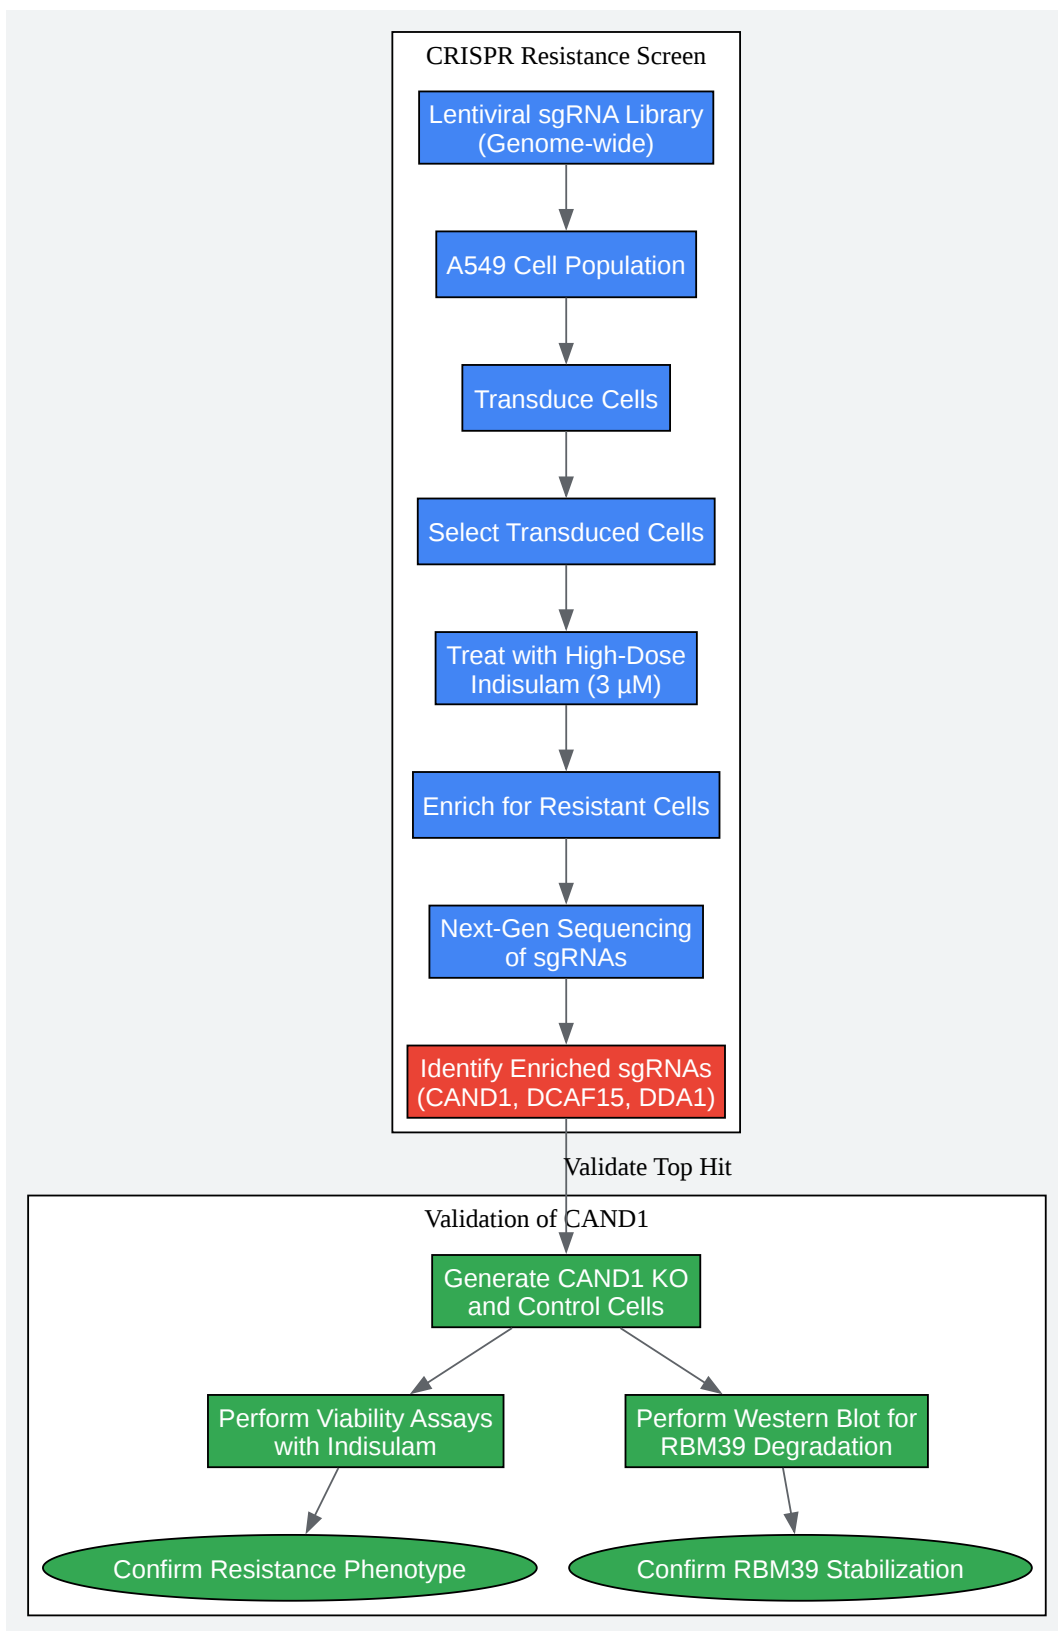 CRISPR Resistance Screen
Lentiviral sgRNA Library
(Genome-wide)
A549 Cell Population
Transduce Cells
Select Transduced Cells
Treat with High-Dose
Indisulam (3 µM)
Enrich for Resistant Cells
Next-Gen Sequencing
of sgRNAs
Identify Enriched sgRNAs
(CAND1, DCAF15, DDA1)
Validate Top Hit
Validation of CAND1
Generate CAND1 KO
and Control Cells
Perform Viability Assays
with Indisulam
Perform Western Blot for
RBM39 Degradation
Confirm Resistance Phenotype
Confirm RBM39 Stabilization